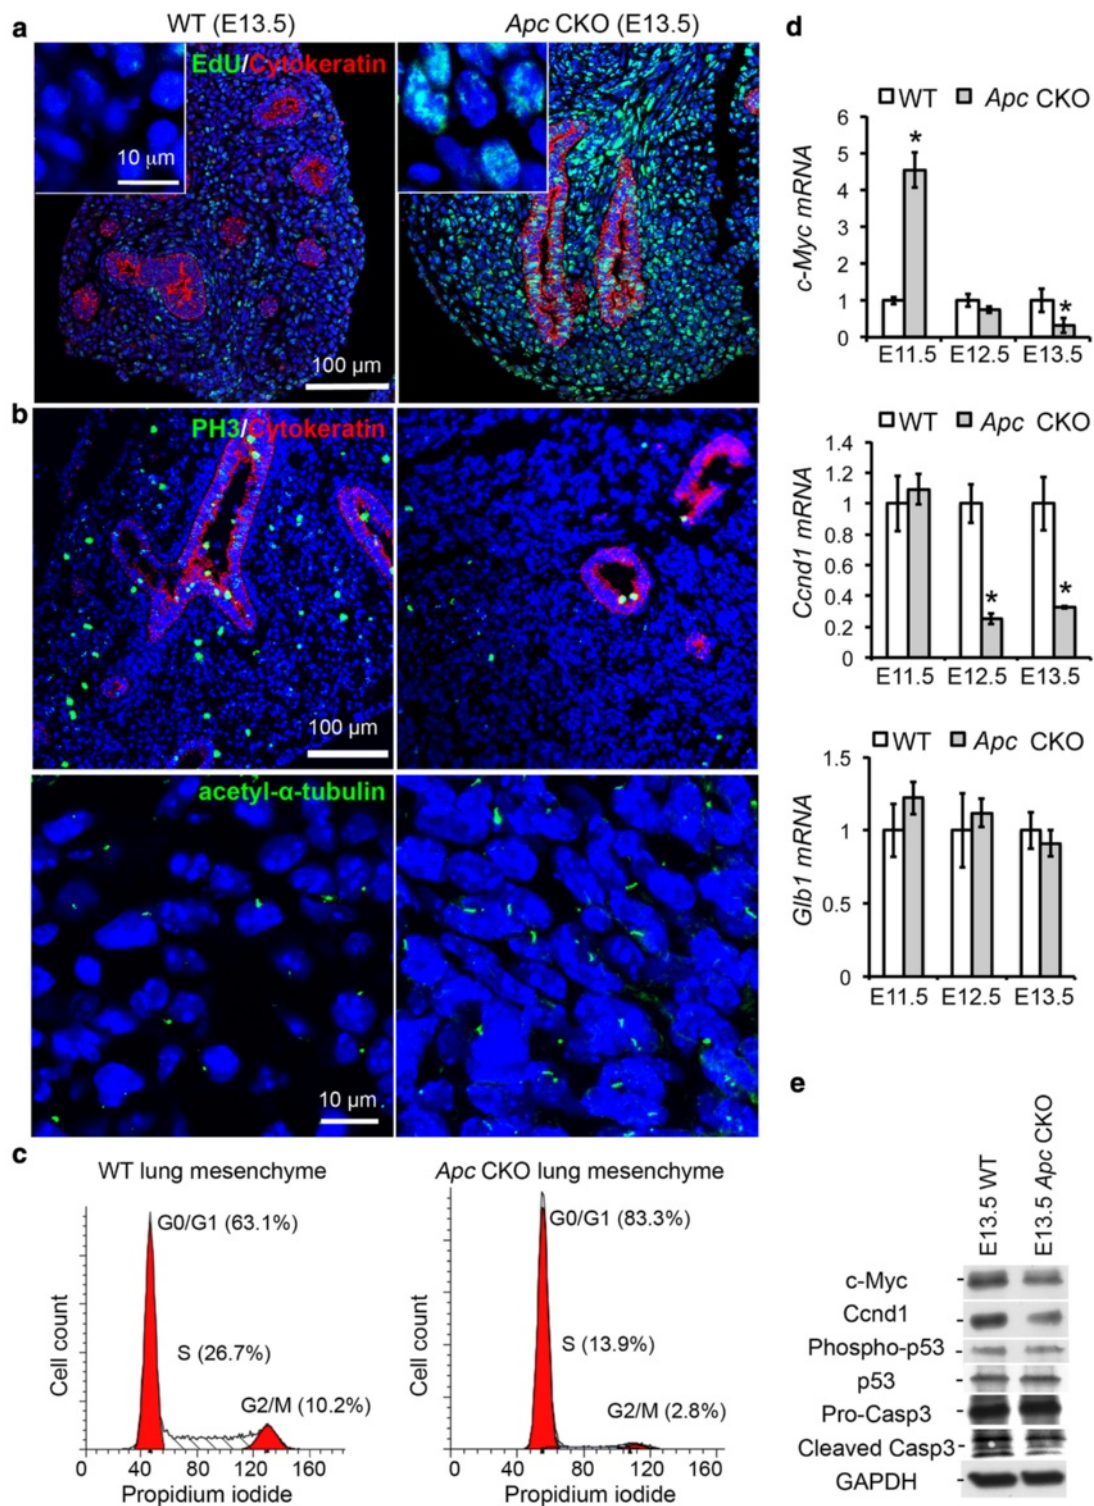 a
WT (E13.5)
Apc CKO (E13.5)
EdU/Cytokeratin
10 μm
100 μm
b
PH3/Cytokeratin
100 μm
acetyl-α-tubulin
10 μm
c
WT lung mesenchyme
Apc CKO lung mesenchyme
G0/G1 (63.1%)
S (26.7%)
G2/M (10.2%)
Cell count
0 40 80 120 160
Propidium iodide
G0/G1 (83.3%)
S (13.9%)
G2/M (2.8%)
Cell count
0 40 80 120 160
Propidium iodide
d
WT Apc CKO
c-Myc mRNA
6
5
4
3
2
1
0
*
*
E11.5 E12.5 E13.5
WT Apc CKO
Ccnd1 mRNA
1.4
1.2
1
0.8
0.6
0.4
0.2
0
*
*
E11.5 E12.5 E13.5
WT Apc CKO
Glb1 mRNA
1.5
1
0.5
0
E11.5 E12.5 E13.5
e
E13.5 WT
E13.5 Apc CKO
c-Myc
Ccnd1
Phospho-p53
p53
Pro-Casp3
Cleaved Casp3
GAPDH